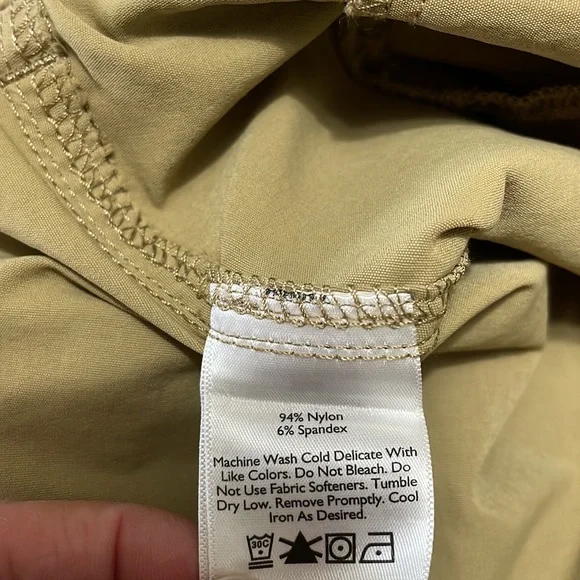 94% Nylon
6% Spandex
Machine Wash Cold Delicate With
Like Colors. Do Not Bleach. Do
Not Use Fabric Softeners. Tumble
Dry Low. Remove Promptly. Cool
Iron As Desired.
30C